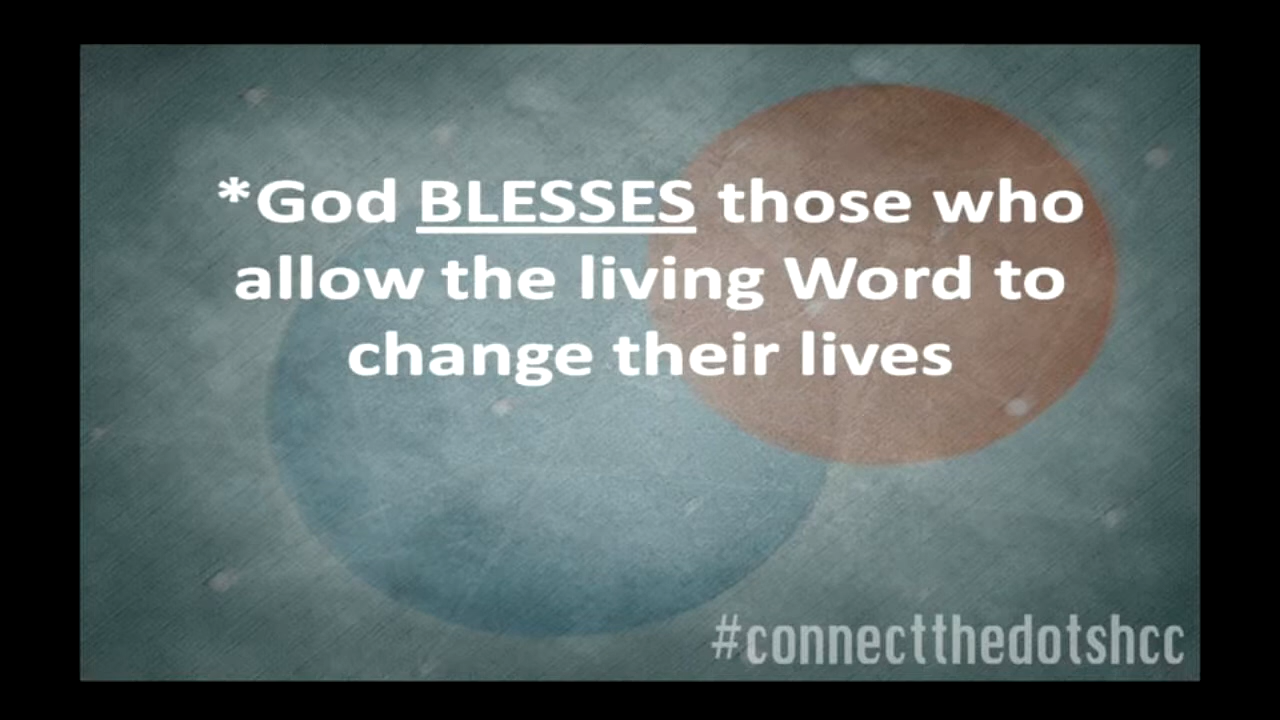 *God BLESSES those who
allow the living Word to
change their lives
#connectthedotshcc